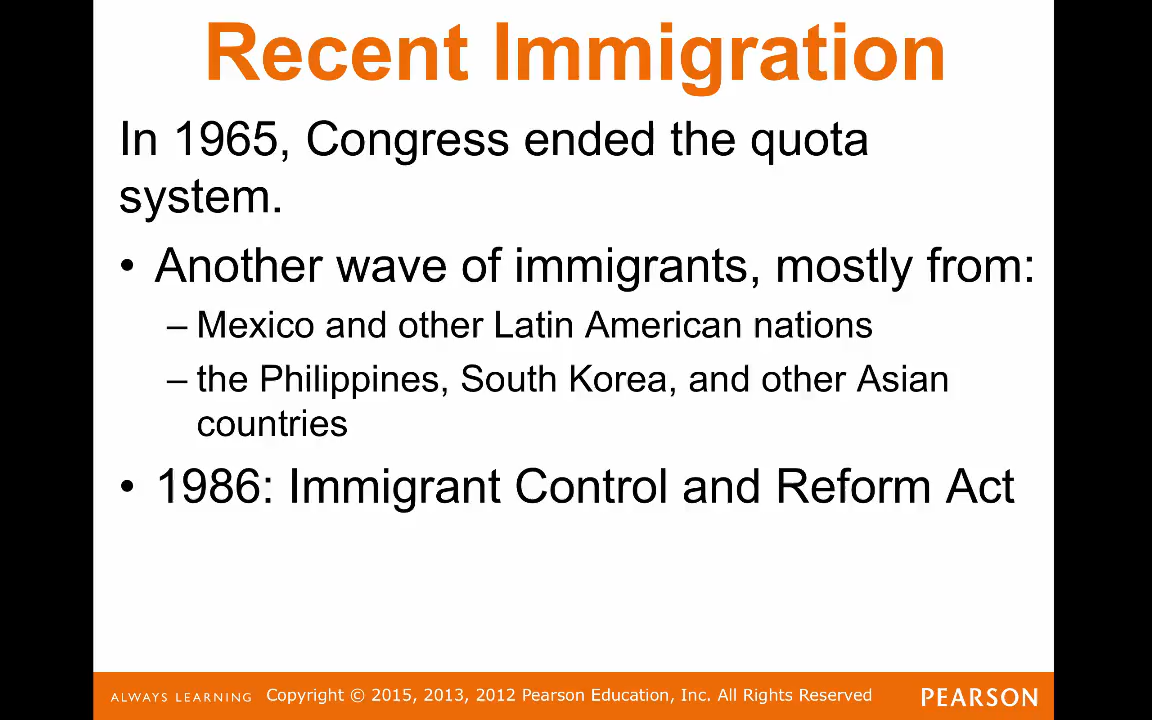 Recent Immigration
In 1965, Congress ended the quota
system.
• Another wave of immigrants, mostly from:
– Mexico and other Latin American nations
– the Philippines, South Korea, and other Asian
countries
• 1986: Immigrant Control and Reform Act
ALWAYS LEARNING Copyright © 2015, 2013, 2012 Pearson Education, Inc. All Rights Reserved PEARSON